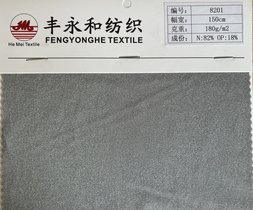 丰永和纺织
FENGYONGHE TEXTILE
He Mei Textile
编号: 8201
幅宽: 150cm
克重: 180g/m2
成份: N:82% OP:18%